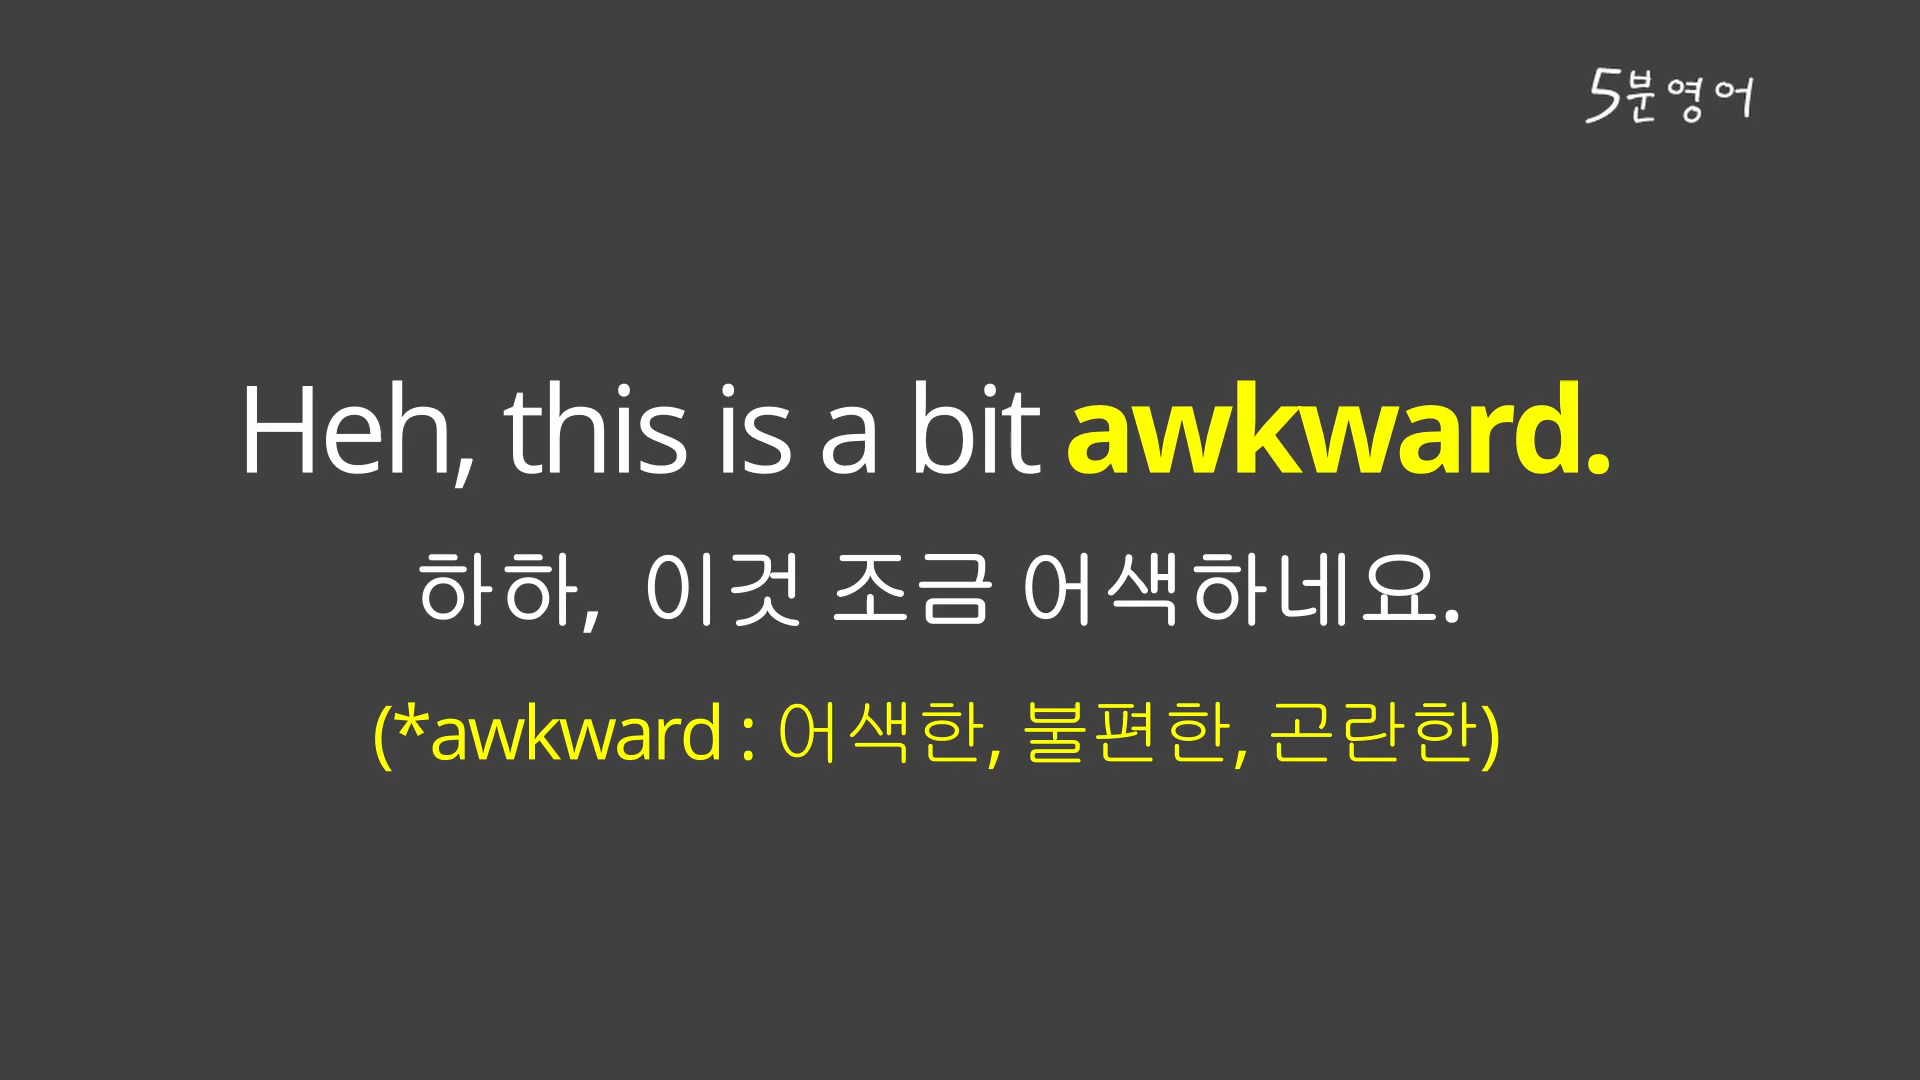 5분영어
Heh, this is a bit awkward.
하하, 이것 조금 어색하네요.
(*awkward : 어색한, 불편한, 곤란한)